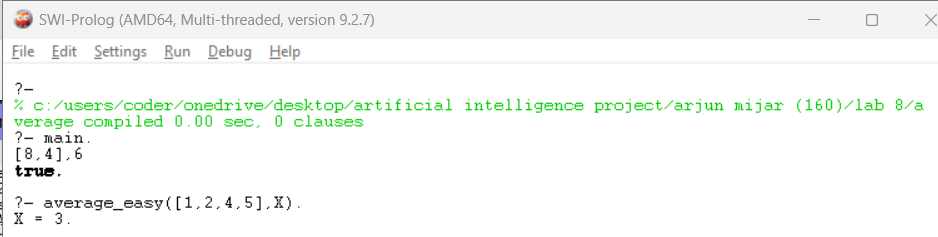 SWI-Prolog (AMD64, Multi-threaded, version 9.2.7)
File Edit Settings Run Debug Help
?-
% c:/users/coder/onedrive/desktop/artificial intelligence project/arjun mijar (160)/lab 8/a
verage compiled 0.00 sec, 0 clauses
?- main.
[8,4],6
true.
?- average_easy([1,2,4,5],X).
X = 3.